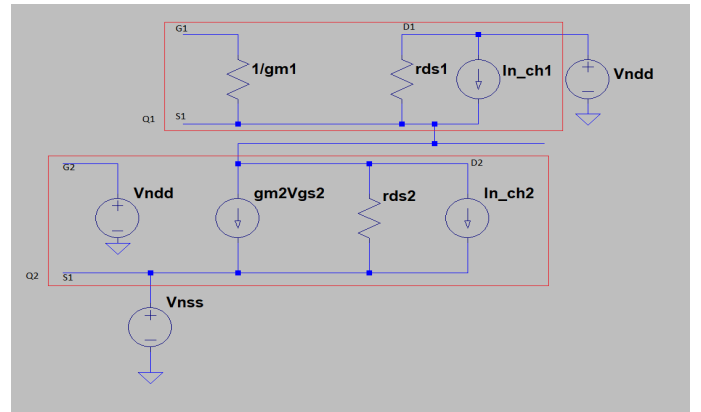 G1
D1
1/gm1
rds1
In_ch1
Vndd
Q1
S1
G2
D2
Vndd
gm2Vgs2
rds2
In_ch2
Q2
S1
Vnss